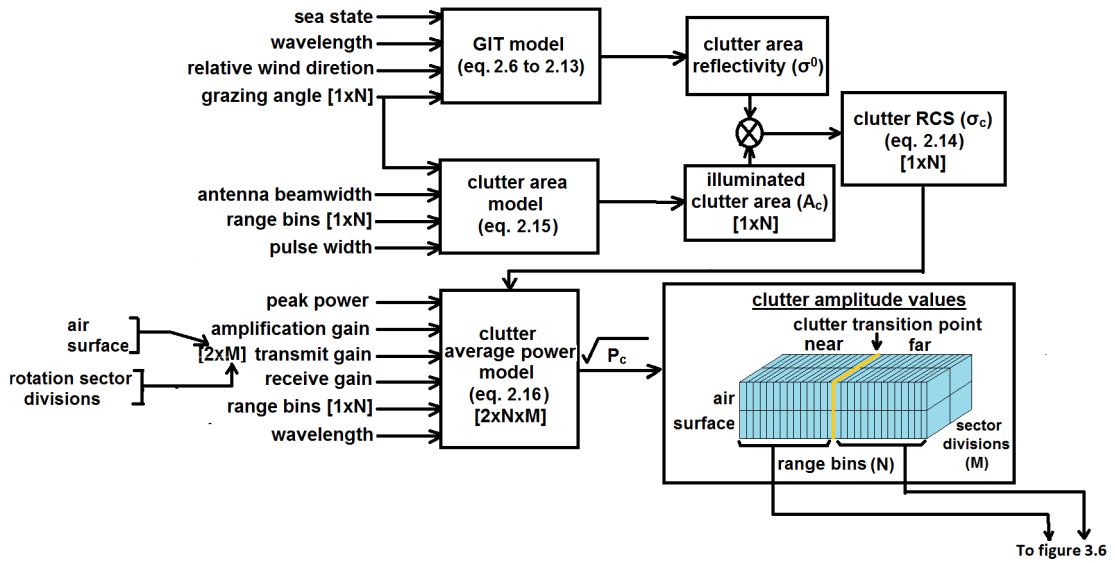 sea state
wavelength
relative wind diretion
grazing angle [1xN]
GIT model
(eq. 2.6 to 2.13)
clutter area
reflectivity (σ⁰)
clutter RCS (σc)
(eq. 2.14)
[1xN]
antenna beamwidth
range bins [1xN]
pulse width
clutter area
model
(eq. 2.15)
illuminated
clutter area (Ac)
[1xN]
peak power
amplification gain
[2xM] transmit gain
receive gain
range bins [1xN]
wavelength
air
surface
rotation sector
divisions
clutter
average power
model
(eq. 2.16)
[2xNxM]
√
Pc
clutter amplitude values
clutter transition point
near far
air
surface
sector
divisions
(M)
range bins (N)
To figure 3.6